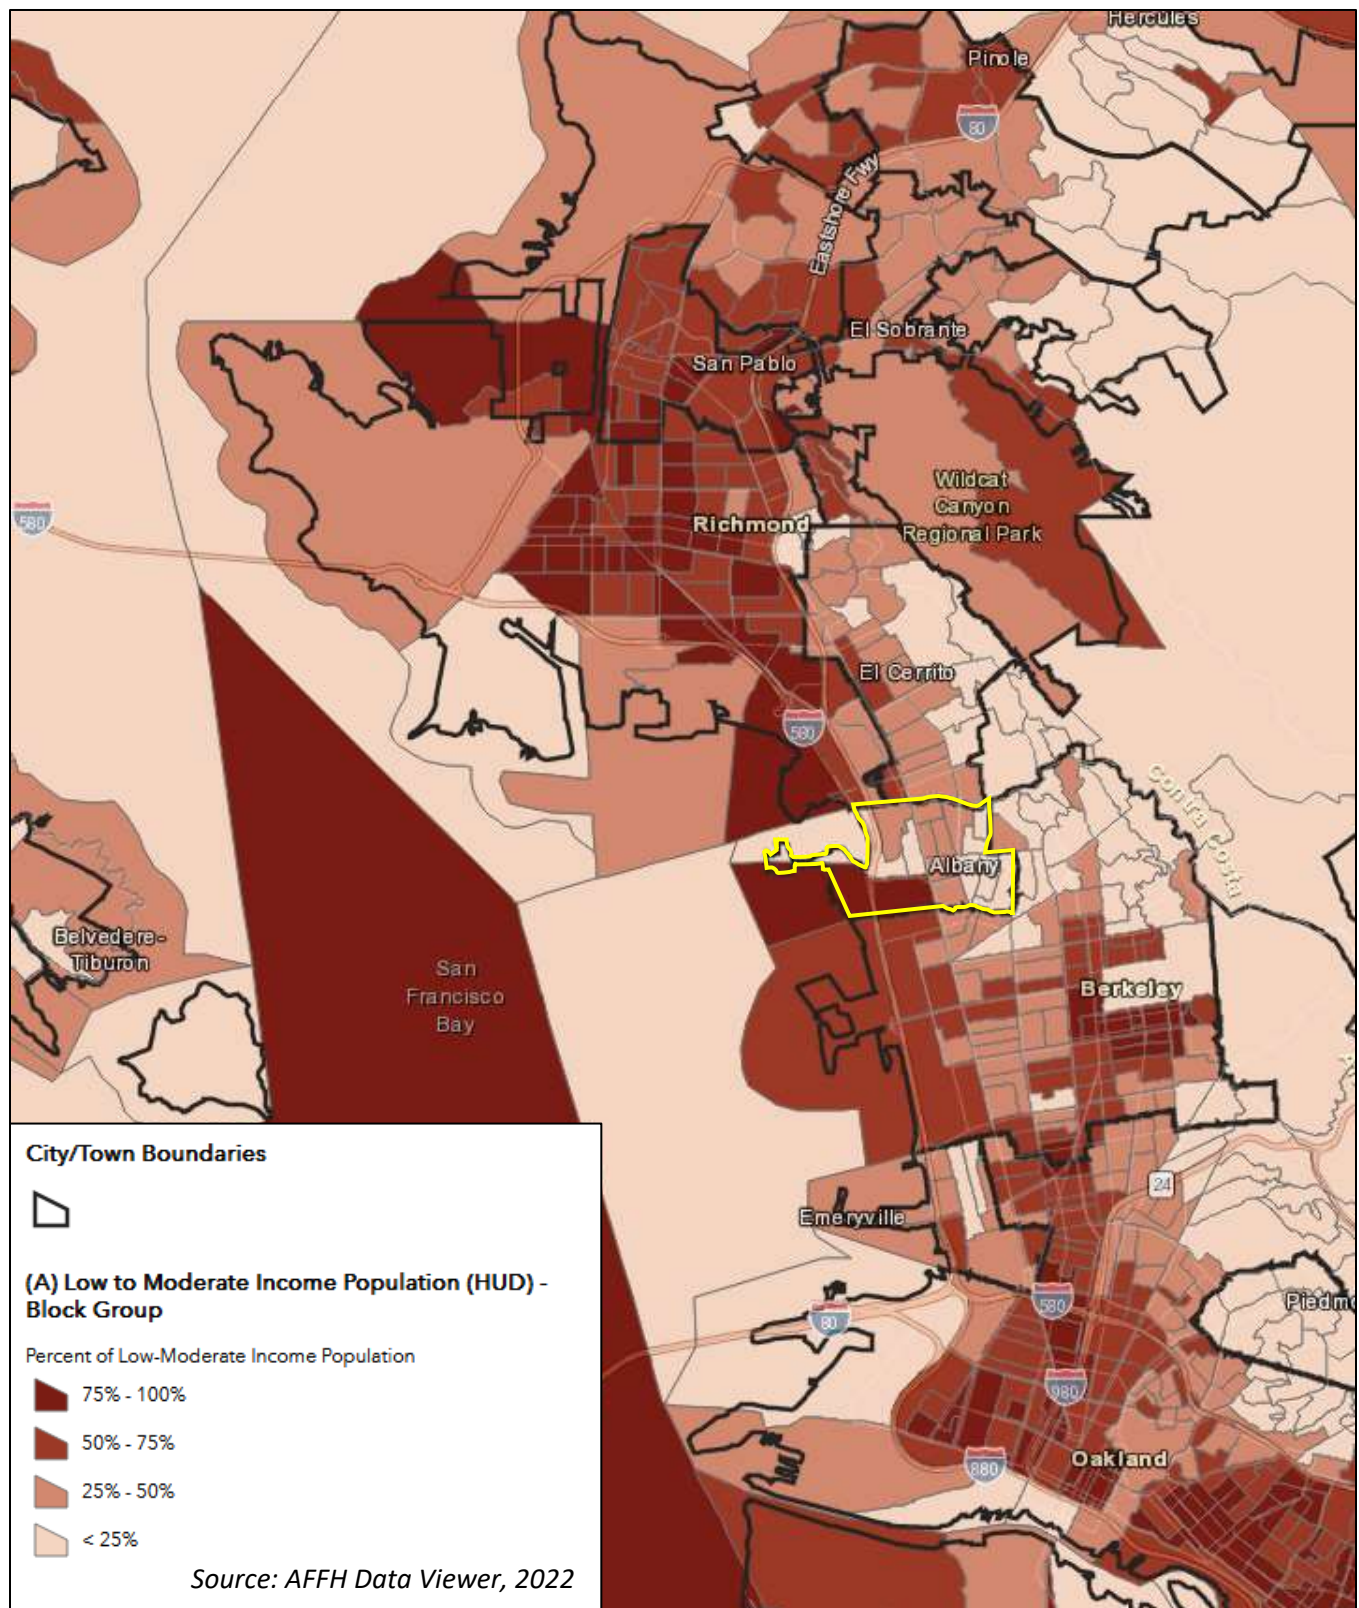 Hercules
Pinole
80
Eastshore Fwy
El Sobrante
San Pablo
Wildcat
Canyon
Regional Park
580
Richmond
El Cerrito
580
Contra Costa
Albany
Belvedere-
Tiburon
San
Francisco
Bay
Berkeley
A
24
Emeryville
580
Piedmo
80
980
Oakland
880
City/Town Boundaries
(A) Low to Moderate Income Population (HUD) -
Block Group
Percent of Low-Moderate Income Population
75% - 100%
50% - 75%
25% - 50%
< 25%
Source: AFFH Data Viewer, 2022